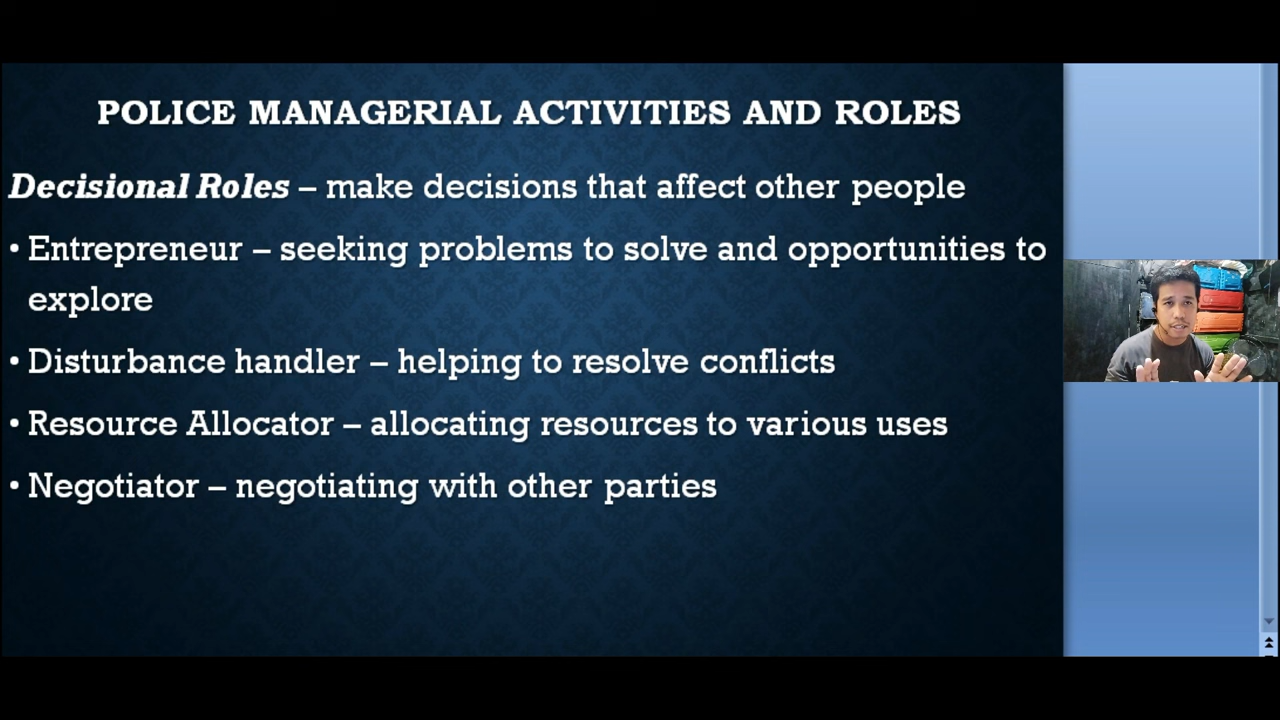 POLICE MANAGERIAL ACTIVITIES AND ROLES
Decisional Roles – make decisions that affect other people
• Entrepreneur – seeking problems to solve and opportunities to
explore
• Disturbance handler – helping to resolve conflicts
• Resource Allocator – allocating resources to various uses
• Negotiator – negotiating with other parties